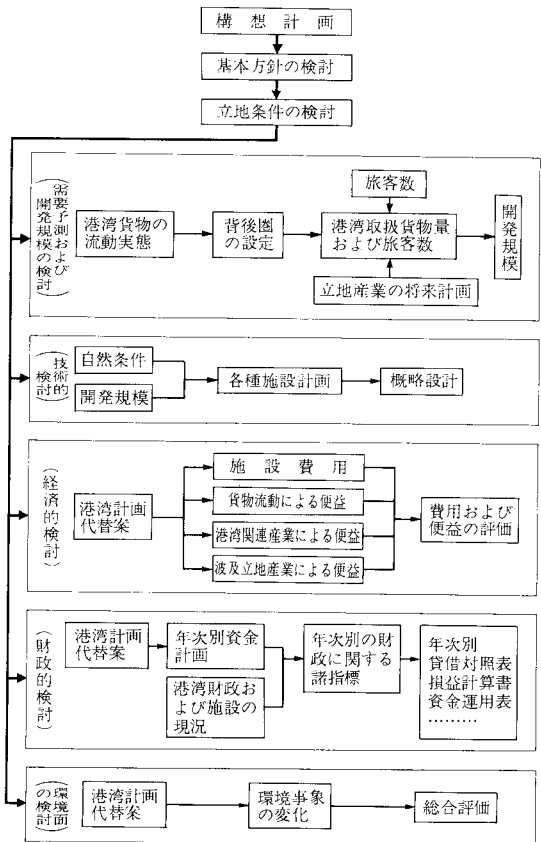 構想計画
基本方針の検討
立地条件の検討
(需要予測および
開発規模の検討)
港湾貨物の
流動実態
背後圏
の設定
旅客数
港湾取扱貨物量
および旅客数
立地産業の将来計画
開発規模
(技術的
検討)
自然条件
開発規模
各種施設計画
概略設計
(経済的検討)
港湾計画
代替案
施設費用
貨物流動による便益
港湾関連産業による便益
波及立地産業による便益
費用および
便益の評価
(財政的検討)
港湾計画
代替案
年次別資金
計画
港湾財政お
よび施設の
現況
年次別の財
政に関する
諸指標
年次別
貸借対照表
損益計算書
資金運用表
………
(環境面
の検討)
港湾計画
代替案
環境事象
の変化
総合評価